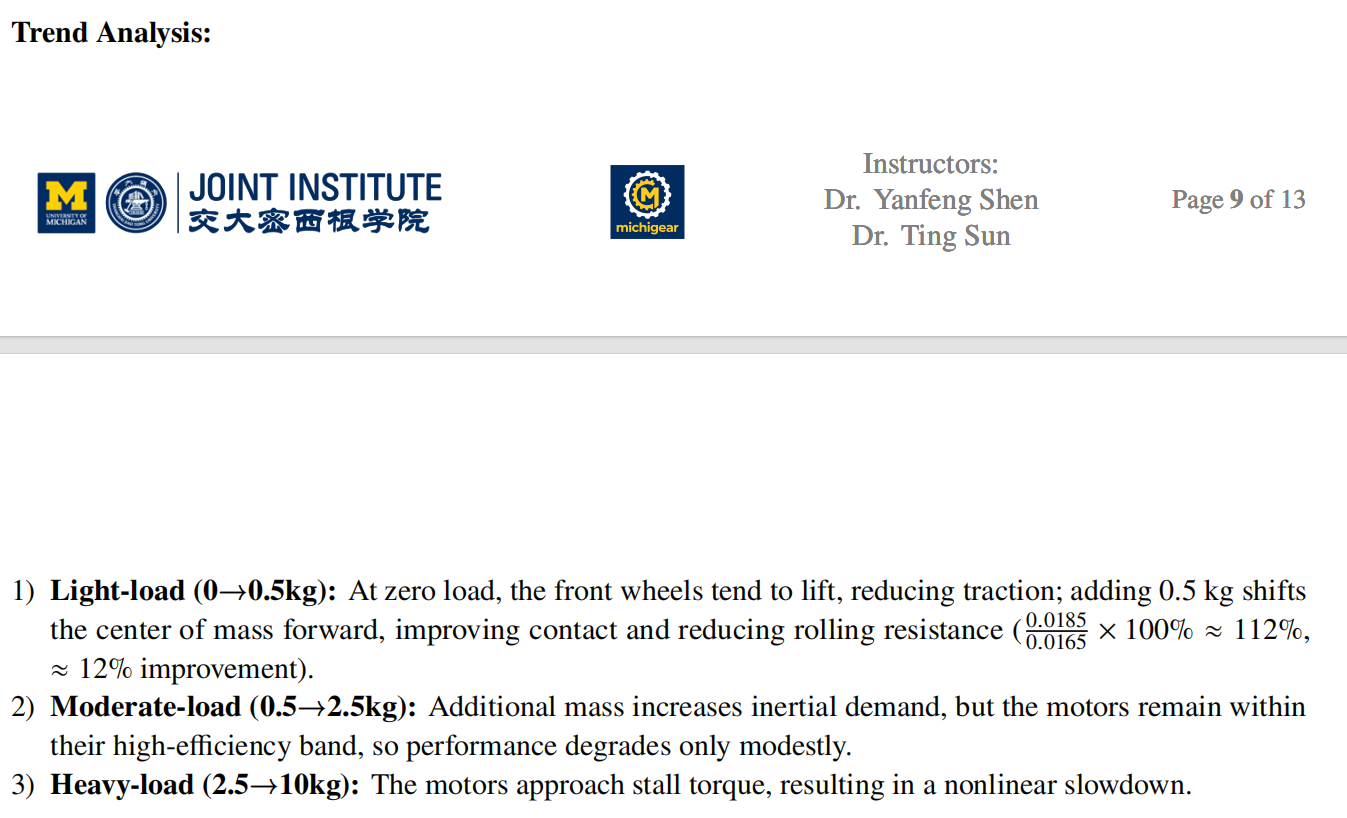 Trend Analysis:
M
UNIVERSITY OF
MICHIGAN
JOINT INSTITUTE
交大密西根学院
M
michigear
Instructors:
Dr. Yanfeng Shen
Dr. Ting Sun
Page 9 of 13
1) Light-load (0→0.5kg): At zero load, the front wheels tend to lift, reducing traction; adding 0.5 kg shifts
the center of mass forward, improving contact and reducing rolling resistance (0.0185/0.0165 × 100% ≈ 112%,
≈ 12% improvement).
2) Moderate-load (0.5→2.5kg): Additional mass increases inertial demand, but the motors remain within
their high-efficiency band, so performance degrades only modestly.
3) Heavy-load (2.5→10kg): The motors approach stall torque, resulting in a nonlinear slowdown.